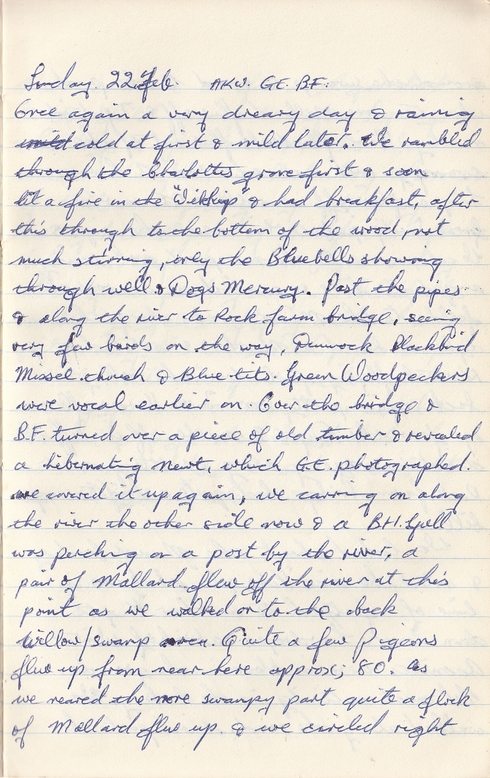 Sunday. 22 Feb. AKW. G.E. B.F.
Once again a very dreary day & raining
cold at first & mild later. We rambled
through the Charlotte grove first & soon
lit a fire in the "Wikkiup" & had breakfast, after
this through to the bottom of the wood, not
much stirring, only the Bluebells showing
through well & Dogs Mercury. Past the pipes
& along the river to Rock farm bridge, seeing
very few birds on the way, Dunnock Blackbird
Missel-thrush & Blue-tits. Green Woodpeckers
were vocal earlier on. Over the bridge &
B.F. turned over a piece of old timber & revealed
a hibernating newt, which G.E. photographed.
we covered it up again, we carring on along
the river the other side now & a B.H. Gull
was perching on a post by the river, a
pair of Mallard flew off the river at this
point as we walked on to the
Willow/swamp area. Quite a few Pigeons
flew up from near here approx; 80. As
we neared the more swampy part quite a flock
of Mallard flew up. & we circled right